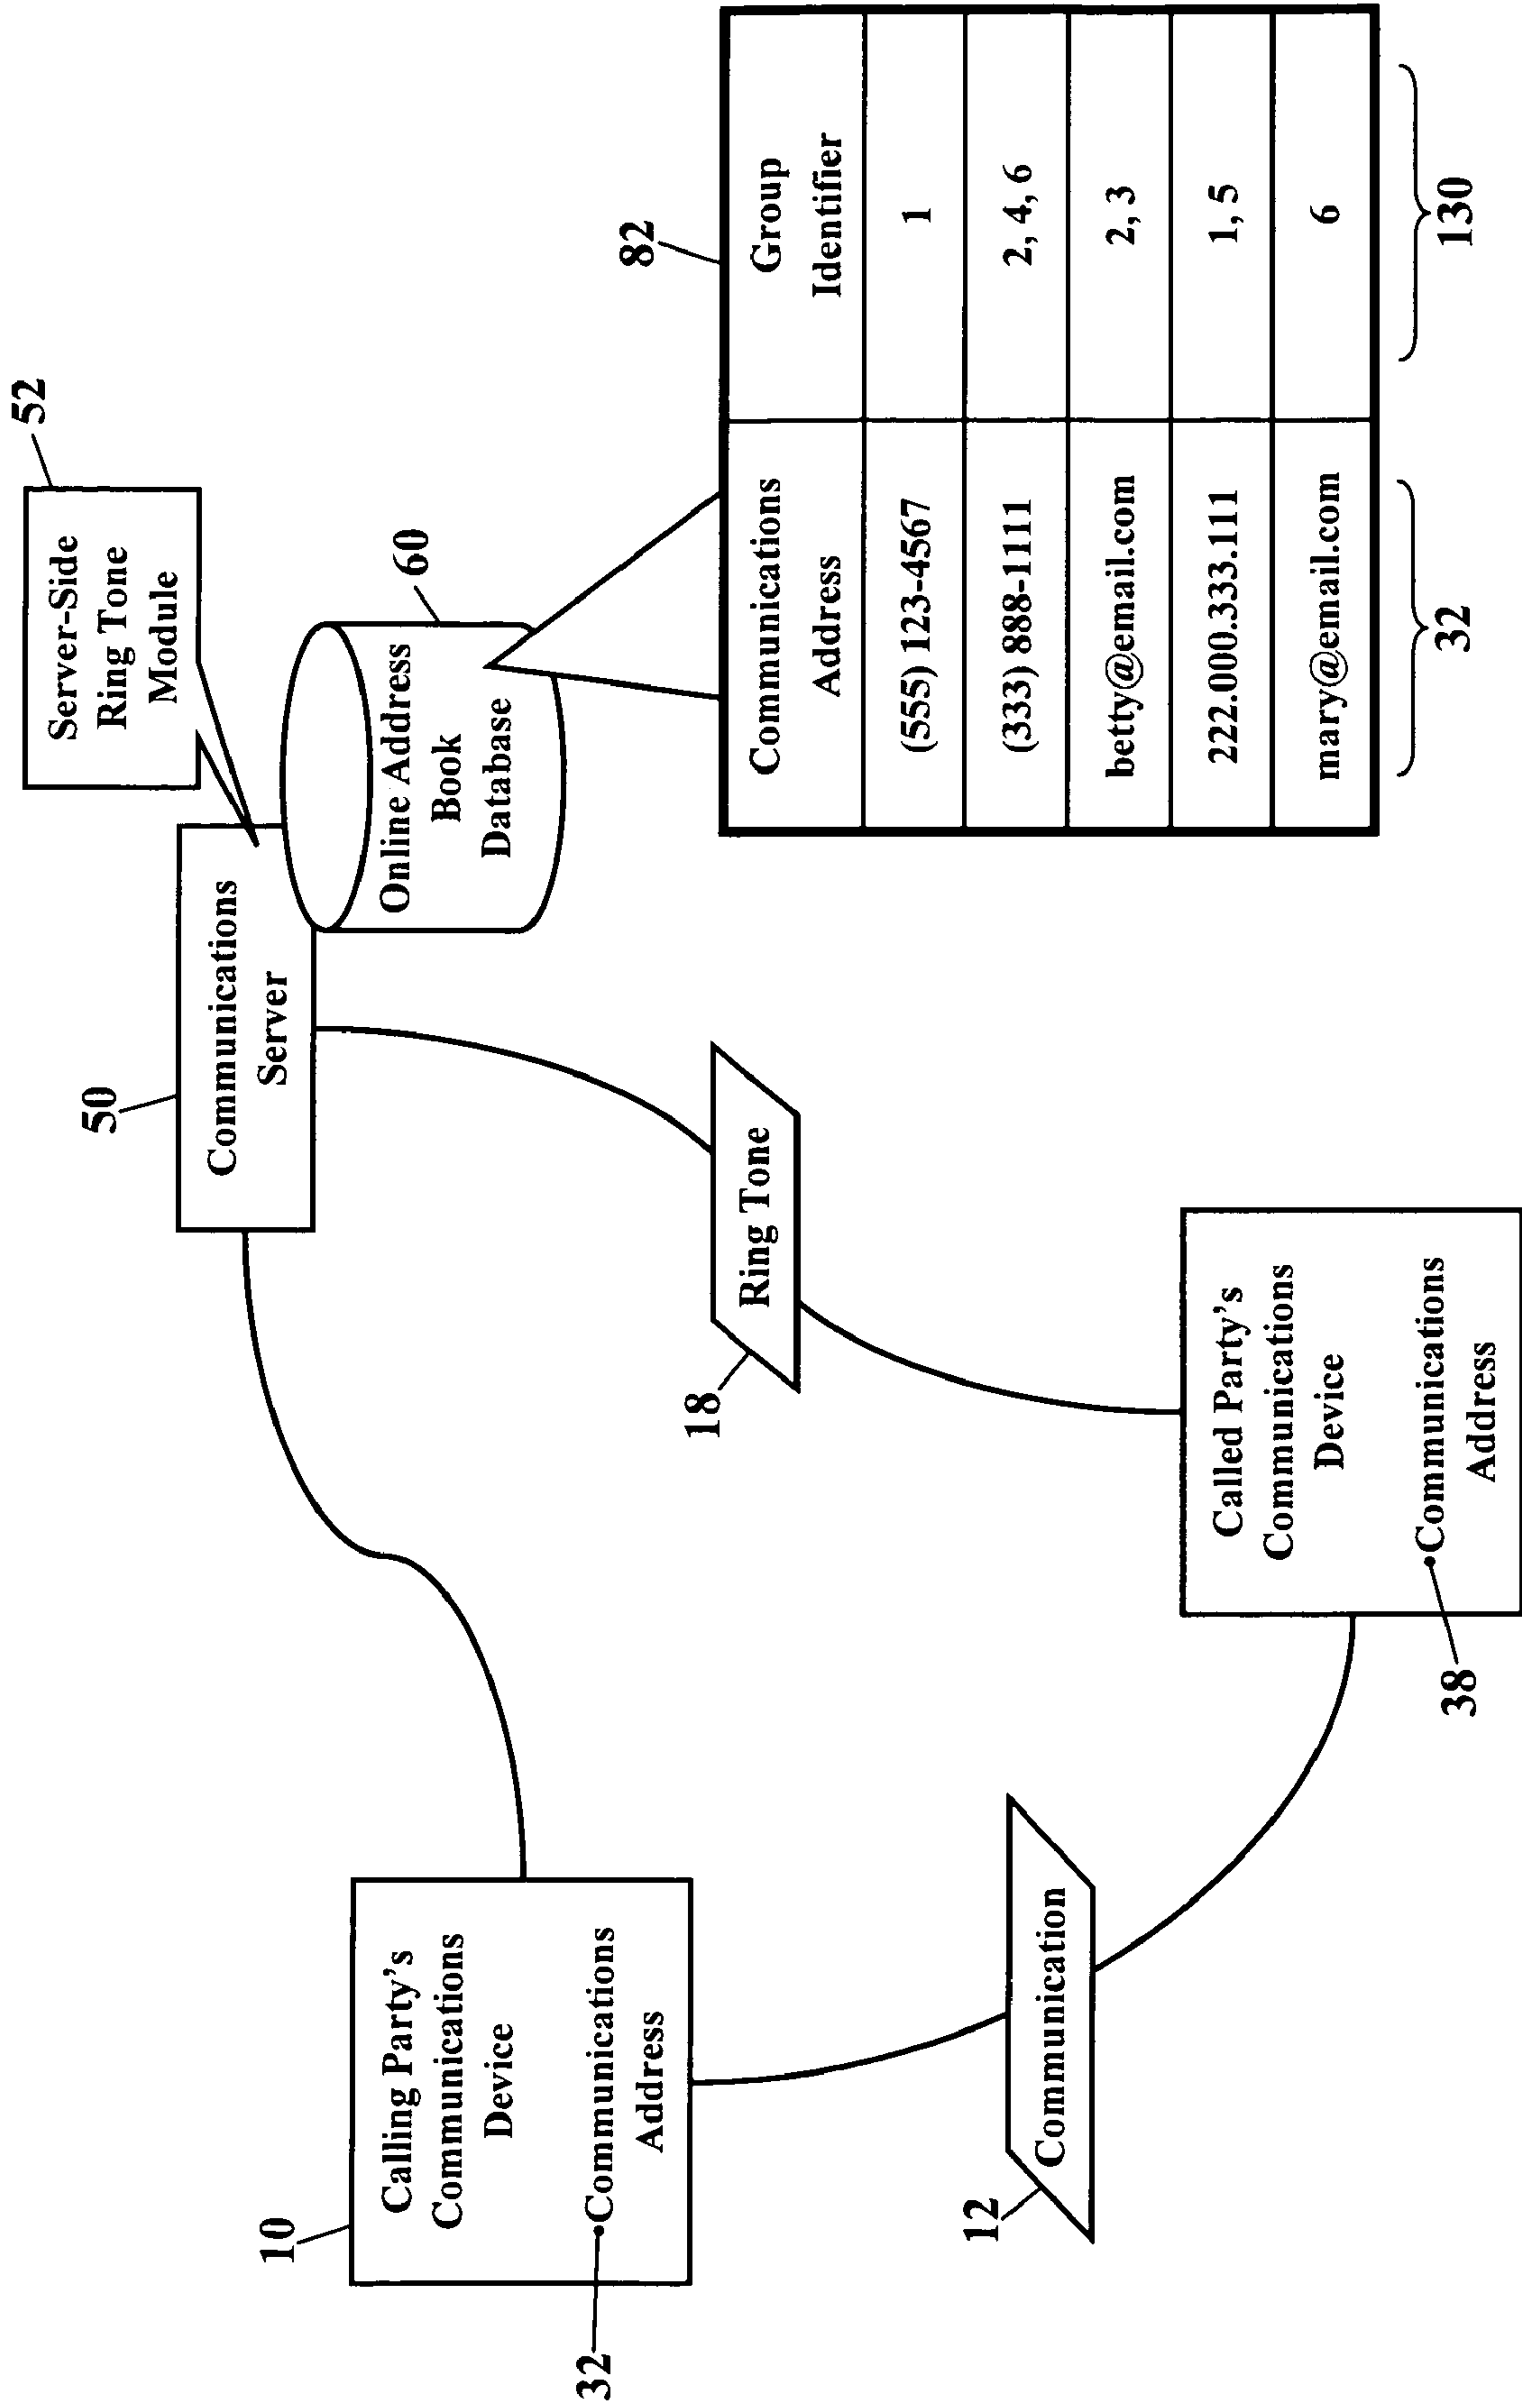 52
Server-Side
Ring Tone
Module
50
Communications
Server
60
Online Address
Book
Database
10
Calling Party's
Communications
Device
32
•Communications
Address
82
Communications
Address
Group
Identifier
(555) 123-4567
1
(333) 888-1111
2, 4, 6
betty@email.com
2, 3
222.000.333.111
1, 5
mary@email.com
6
32
130
18
Ring Tone
12
Communication
Called Party's
Communications
Device
38
•Communications
Address